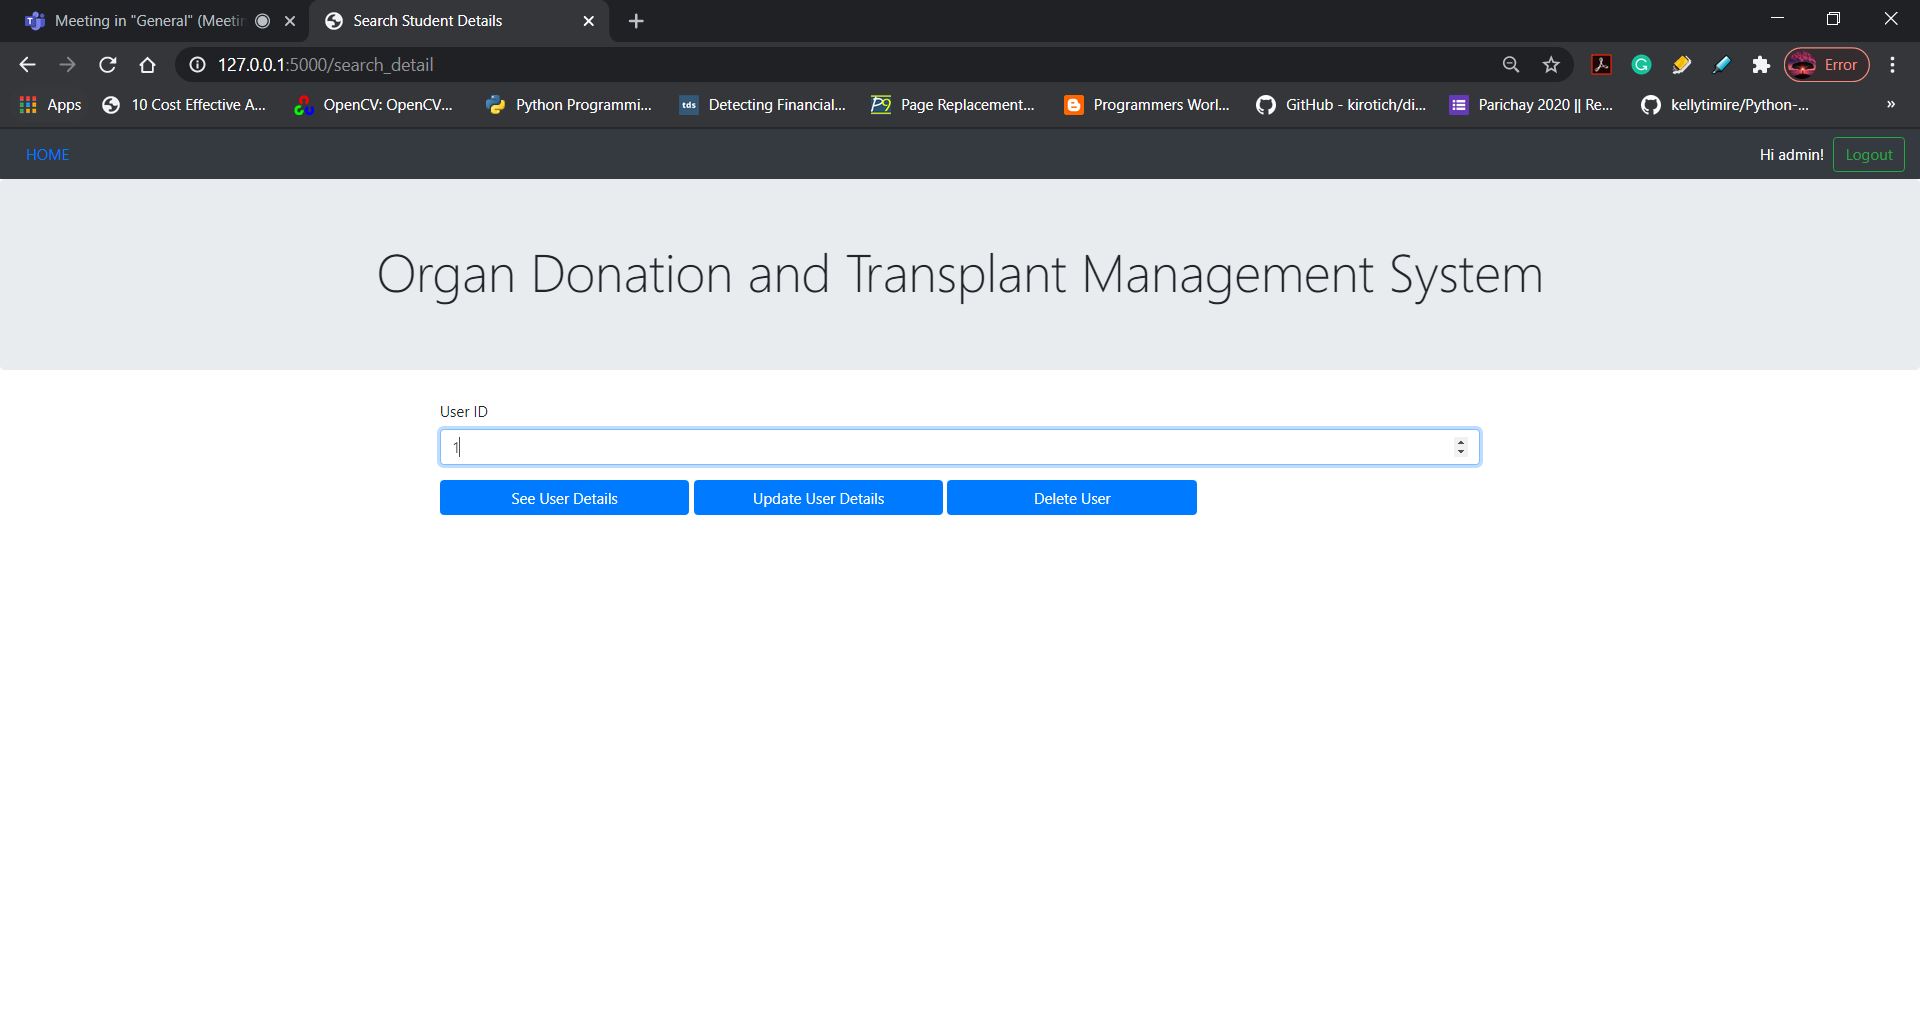 Meeting in "General" (Meetin
Search Student Details
127.0.0.1:5000/search_detail
Error
Apps
10 Cost Effective A...
OpenCV: OpenCV...
Python Programmi...
tds
Detecting Financial...
Page Replacement...
Programmers Worl...
GitHub - kirotich/di...
Parichay 2020 || Re...
kellytimire/Python-...
»
HOME
Hi admin!
Logout
Organ Donation and Transplant Management System
User ID
1
See User Details
Update User Details
Delete User